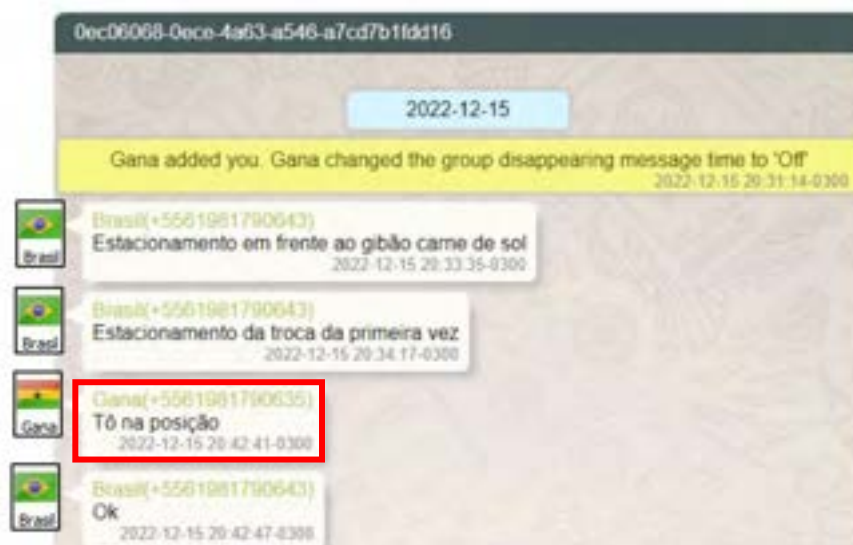 0ec06068-0ece-4a63-a546-a7cd7b1fdd16
2022-12-15
Gana added you. Gana changed the group disappearing message time to 'Off'
2022-12-15 20:31:14-0300
Brasil
Brasil(+5561981790643)
Estacionamento em frente ao gibão carne de sol
2022-12-15 20:33:35-0300
Brasil
Brasil(+5561981790643)
Estacionamento da troca da primeira vez
2022-12-15 20:34:17-0300
Gana
Gana(+5561981790635)
Tô na posição
2022-12-15 20:42:41-0300
Brasil
Brasil(+5561981790643)
Ok
2022-12-15 20:42:47-0300